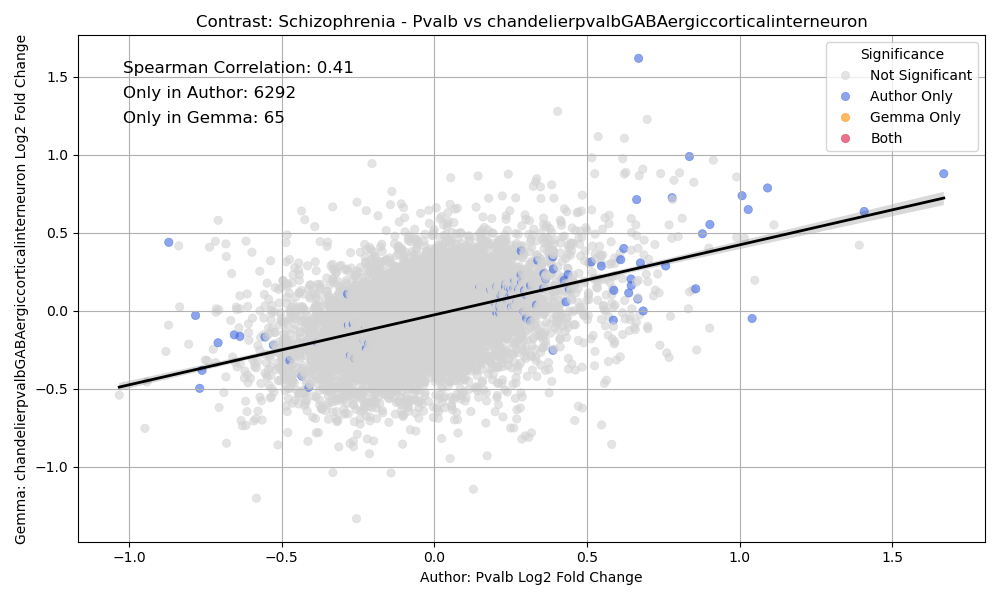 Contrast: Schizophrenia - Pvalb vs chandelierpvalbGABAergiccorticalinterneuron
Spearman Correlation: 0.41
Only in Author: 6292
Only in Gemma: 65
Significance
Not Significant
Author Only
Gemma Only
Both
Gemma: chandelierpvalbGABAergiccorticalinterneuron Log2 Fold Change
1.5
1.0
0.5
0.0
−0.5
−1.0
−1.0 −0.5 0.0 0.5 1.0 1.5
Author: Pvalb Log2 Fold Change